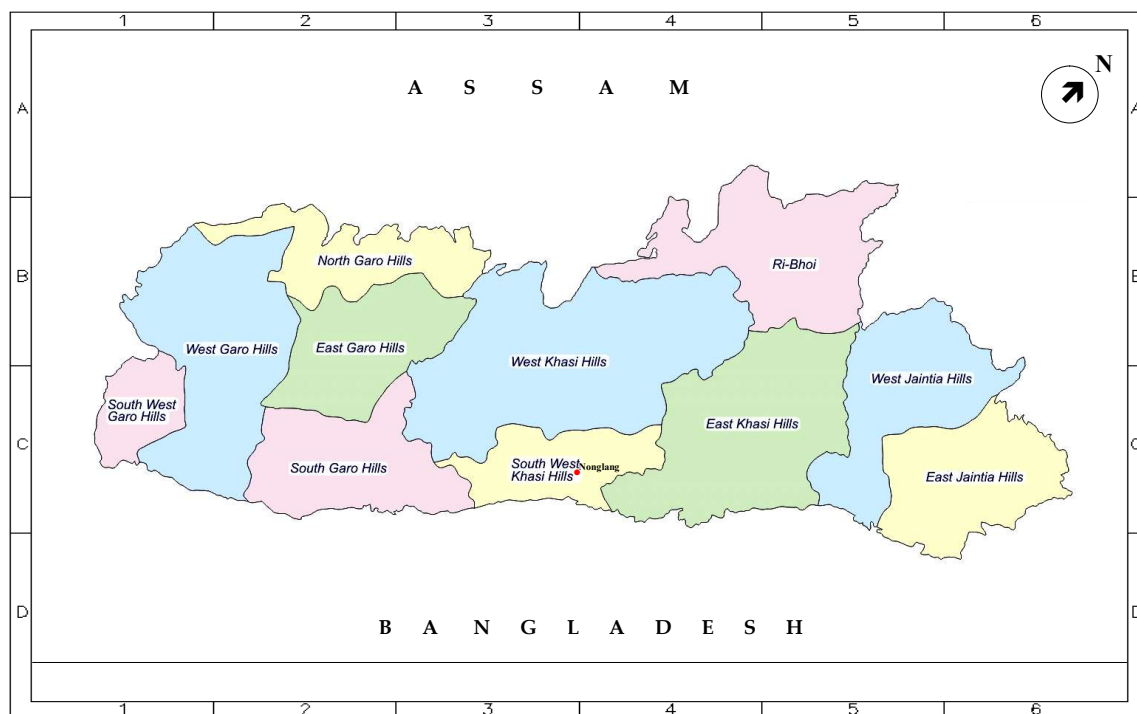 1 2 3 4 5 6
N
A S S A M
A A
North Garo Hills
Ri-Bhoi
B B
West Garo Hills
East Garo Hills
West Khasi Hills
West Jaintia Hills
South West
Garo Hills
East Khasi Hills
C C
South Garo Hills
South West
Khasi Hills
Nonglang
East Jaintia Hills
B A N G L A D E S H
D D
1 2 3 4 5 6